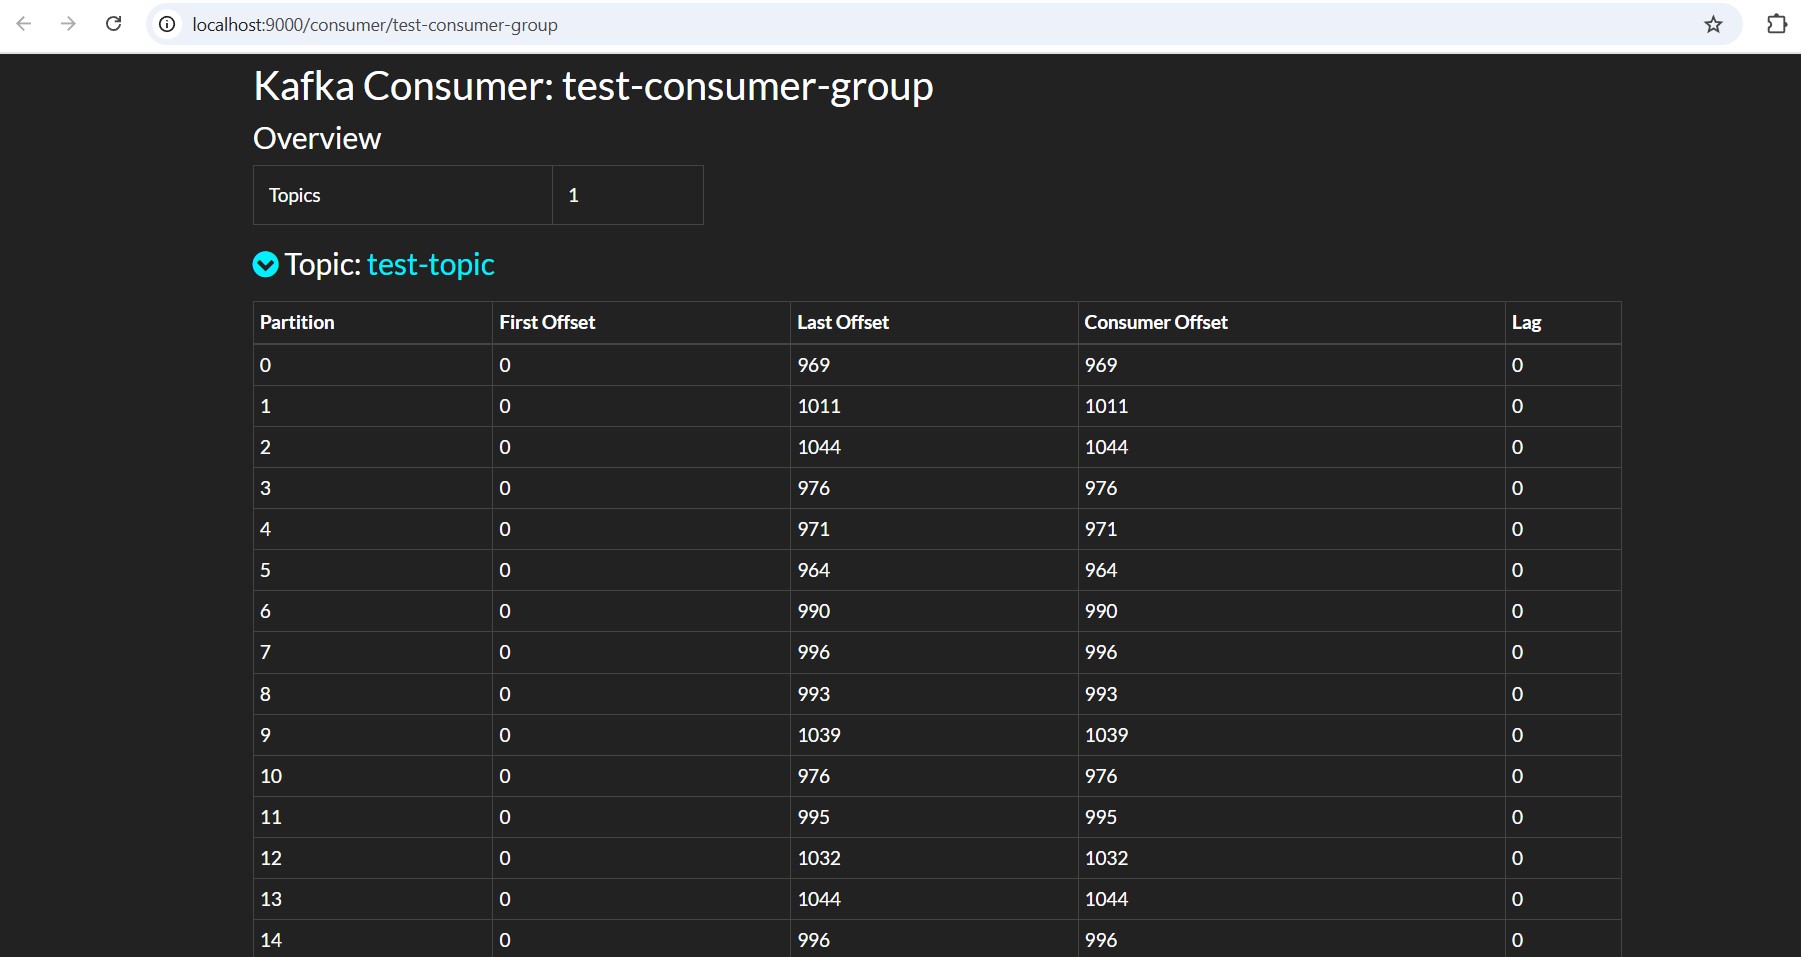 localhost:9000/consumer/test-consumer-group
Kafka Consumer: test-consumer-group
Overview
Topics 1
Topic: test-topic
Partition First Offset Last Offset Consumer Offset Lag
0 0 969 969 0
1 0 1011 1011 0
2 0 1044 1044 0
3 0 976 976 0
4 0 971 971 0
5 0 964 964 0
6 0 990 990 0
7 0 996 996 0
8 0 993 993 0
9 0 1039 1039 0
10 0 976 976 0
11 0 995 995 0
12 0 1032 1032 0
13 0 1044 1044 0
14 0 996 996 0